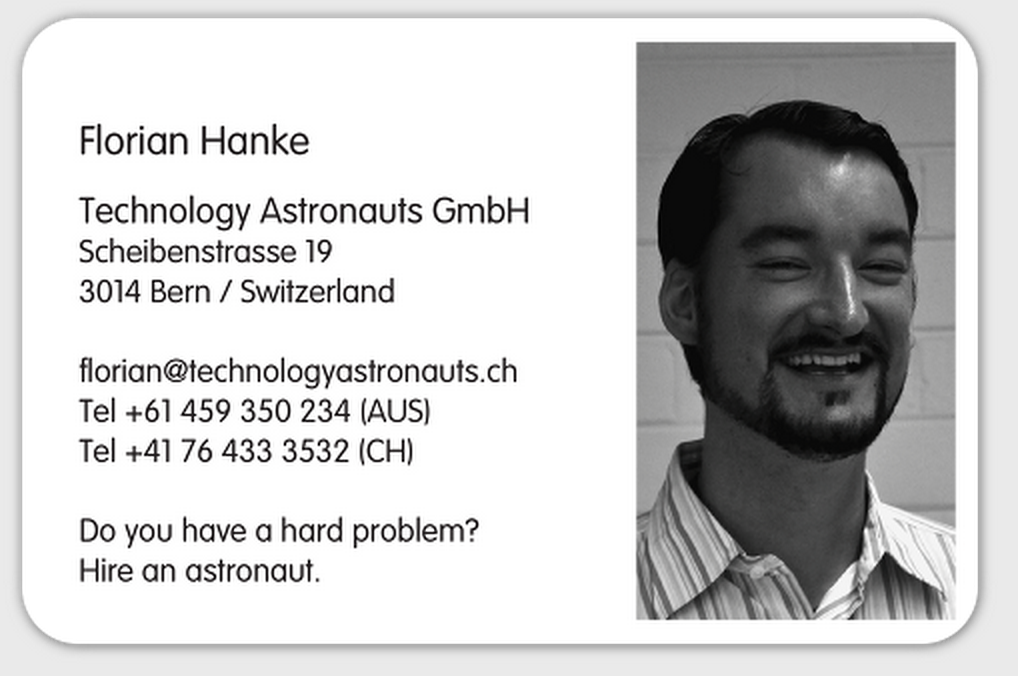 Florian Hanke
Technology Astronauts GmbH
Scheibenstrasse 19
3014 Bern / Switzerland
florian@technologyastronauts.ch
Tel +61 459 350 234 (AUS)
Tel +41 76 433 3532 (CH)
Do you have a hard problem?
Hire an astronaut.